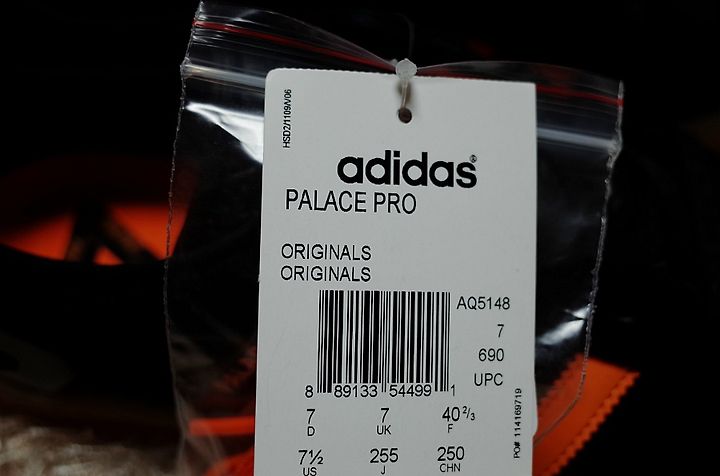 HSD2/1109/V06
adidas®
PALACE PRO
ORIGINALS
ORIGINALS
AQ5148
7
690
UPC
8 89133 54499 1
7 7 40 2/3
D UK F
7½ 255 250
US J CHN
PO# 114169719